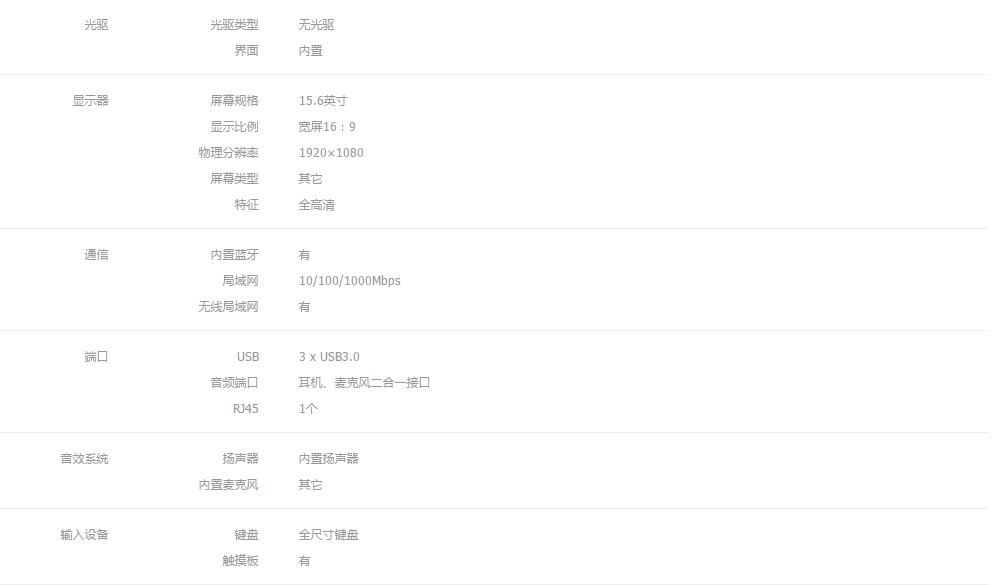 光驱 光驱类型 无光驱
界面 内置
显示器 屏幕规格 15.6英寸
显示比例 宽屏16：9
物理分辨率 1920×1080
屏幕类型 其它
特征 全高清
通信 内置蓝牙 有
局域网 10/100/1000Mbps
无线局域网 有
端口 USB 3 x USB3.0
音频端口 耳机、麦克风二合一接口
RJ45 1个
音效系统 扬声器 内置扬声器
内置麦克风 其它
输入设备 键盘 全尺寸键盘
触摸板 有